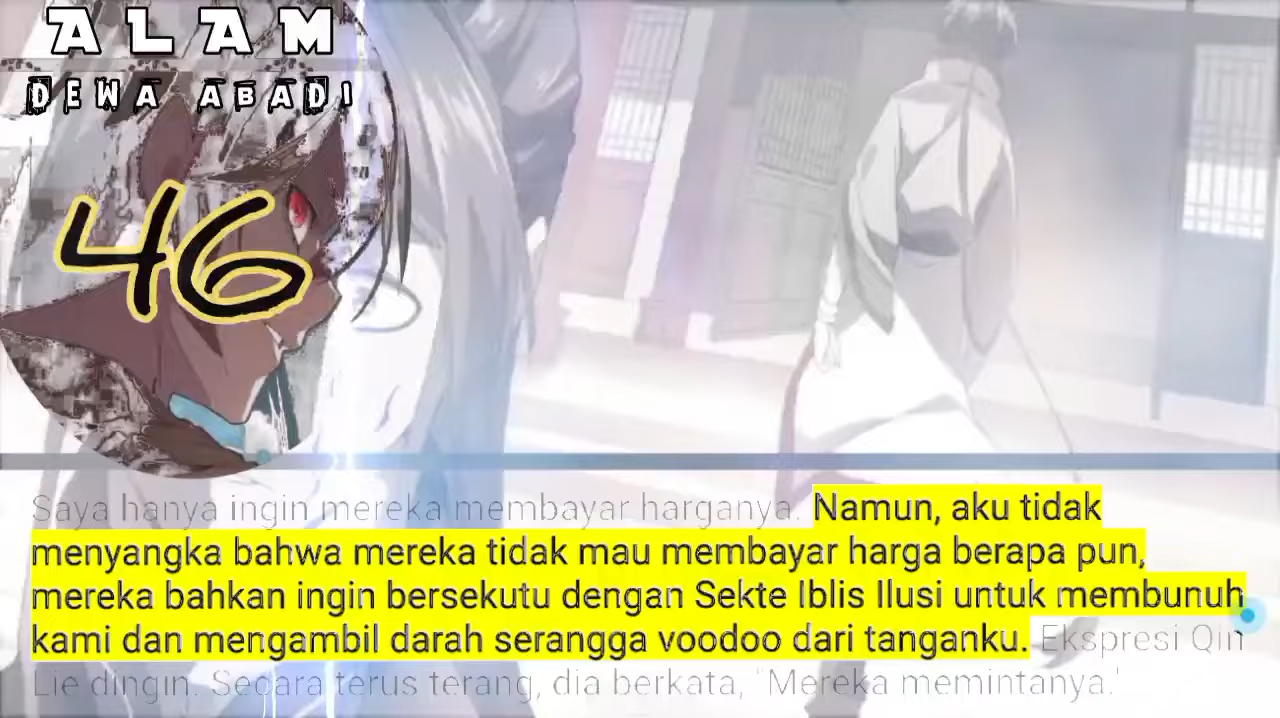 ALAM
DEWA ABADI
46
Saya hanya ingin mereka membayar harganya. Namun, aku tidak
menyangka bahwa mereka tidak mau membayar harga berapa pun,
mereka bahkan ingin bersekutu dengan Sekte Iblis Ilusi untuk membunuh
kami dan mengambil darah serangga voodoo dari tanganku. Ekspresi Qin
Lie dingin. Secara terus terang, dia berkata, "Mereka memintanya."